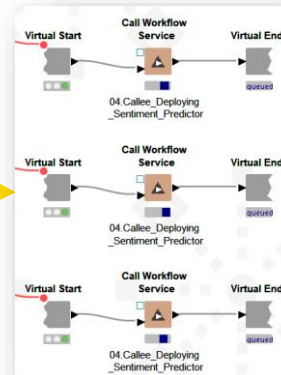 Call Workflow
Virtual Start Service Virtual End
queued
04.Callee_Deploying
_Sentiment_Predictor
Call Workflow
Virtual Start Service Virtual End
queued
04.Callee_Deploying
_Sentiment_Predictor
Call Workflow
Virtual Start Service Virtual End
queued
04.Callee_Deploying
_Sentiment_Predictor